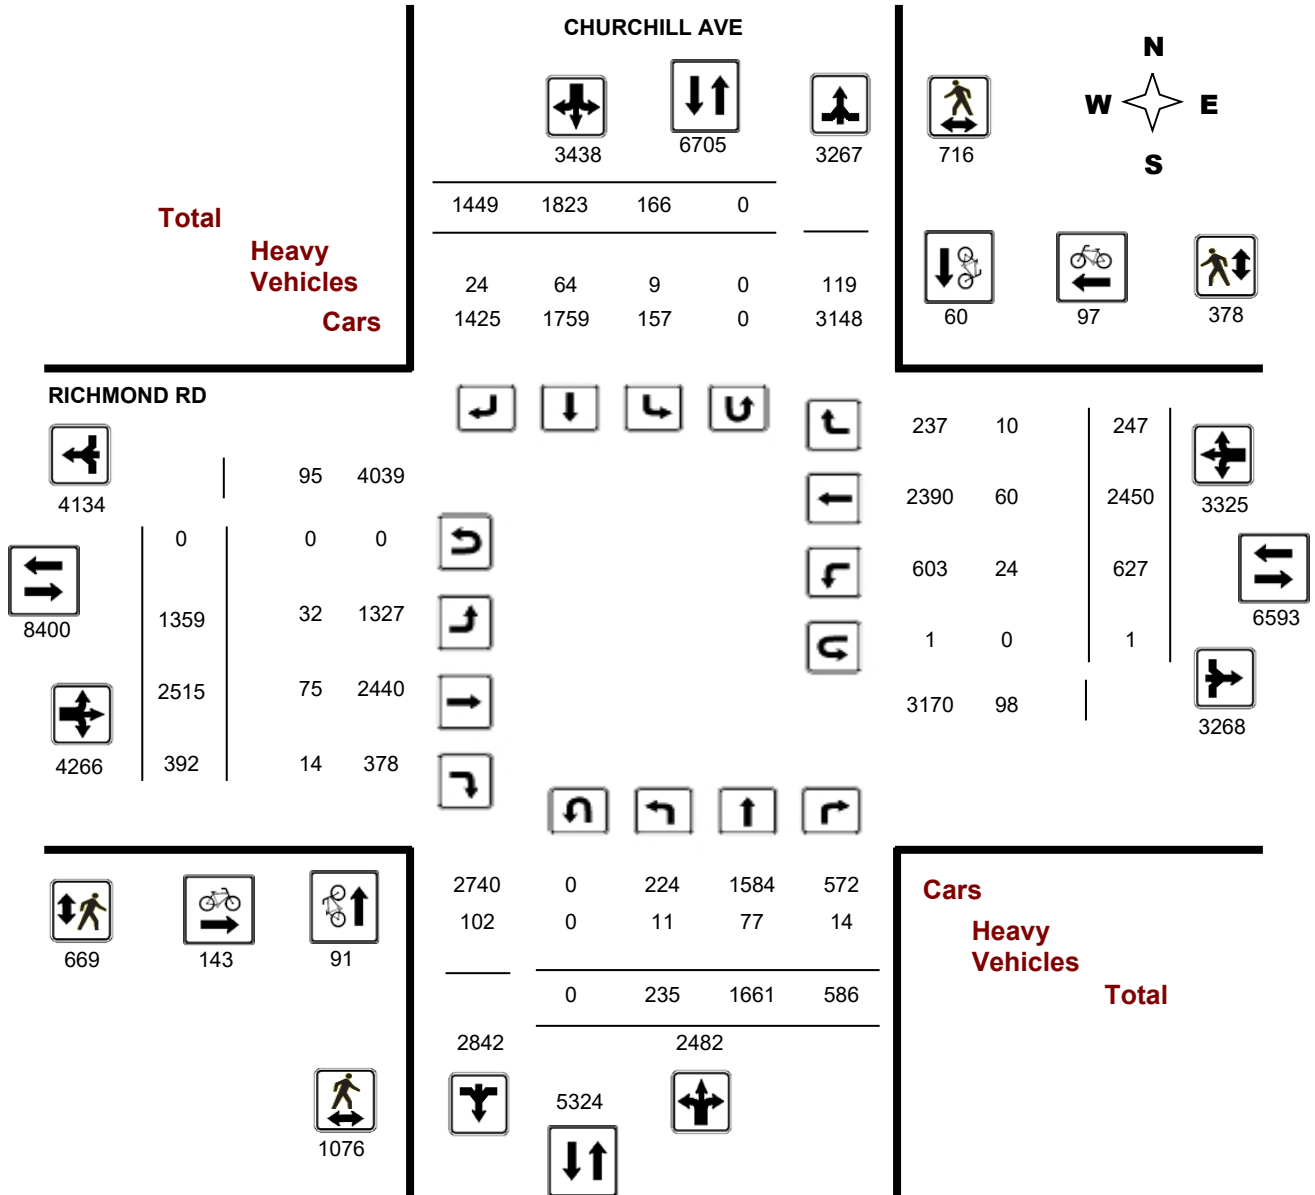 CHURCHILL AVE
N
W E
S
3438 6705 3267 716
1449 1823 166 0
Total
Heavy
Vehicles
24 64 9 0 119
Cars
1425 1759 157 0 3148
60 97 378
RICHMOND RD
237 10 247
95 4039
4134
2390 60 2450 3325
0 0 0
603 24 627
8400
1359 32 1327
6593
1 0 1
2515 75 2440
3170 98
3268
4266 392 14 378
2740 0 224 1584 572
Cars
102 0 11 77 14
Heavy
Vehicles
669 143 91
0 235 1661 586
Total
2842 2482
5324
1076